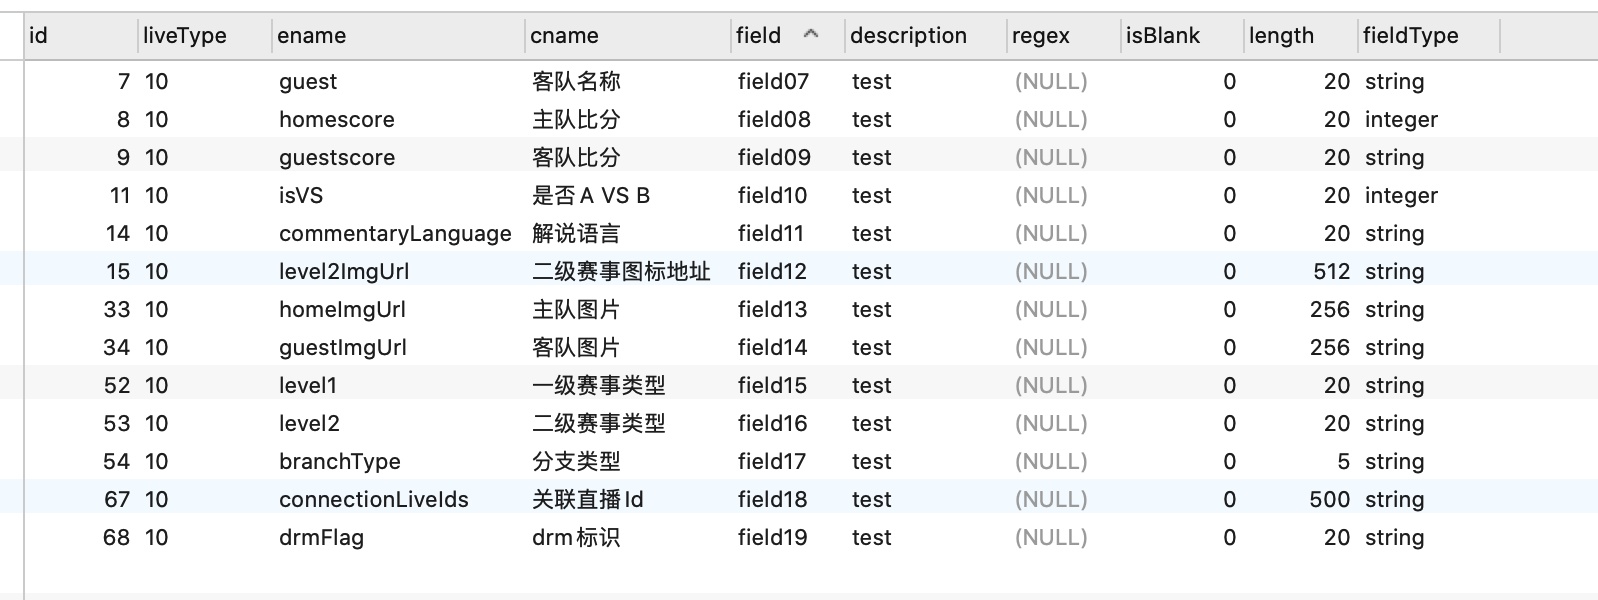 id liveType ename cname field description regex isBlank length fieldType
7 10 guest 客队名称 field07 test (NULL) 0 20 string
8 10 homescore 主队比分 field08 test (NULL) 0 20 integer
9 10 guestscore 客队比分 field09 test (NULL) 0 20 string
11 10 isVS 是否A VS B field10 test (NULL) 0 20 integer
14 10 commentaryLanguage 解说语言 field11 test (NULL) 0 20 string
15 10 level2ImgUrl 二级赛事图标地址 field12 test (NULL) 0 512 string
33 10 homeImgUrl 主队图片 field13 test (NULL) 0 256 string
34 10 guestImgUrl 客队图片 field14 test (NULL) 0 256 string
52 10 level1 一级赛事类型 field15 test (NULL) 0 20 string
53 10 level2 二级赛事类型 field16 test (NULL) 0 20 string
54 10 branchType 分支类型 field17 test (NULL) 0 5 string
67 10 connectionLiveIds 关联直播Id field18 test (NULL) 0 500 string
68 10 drmFlag drm标识 field19 test (NULL) 0 20 string